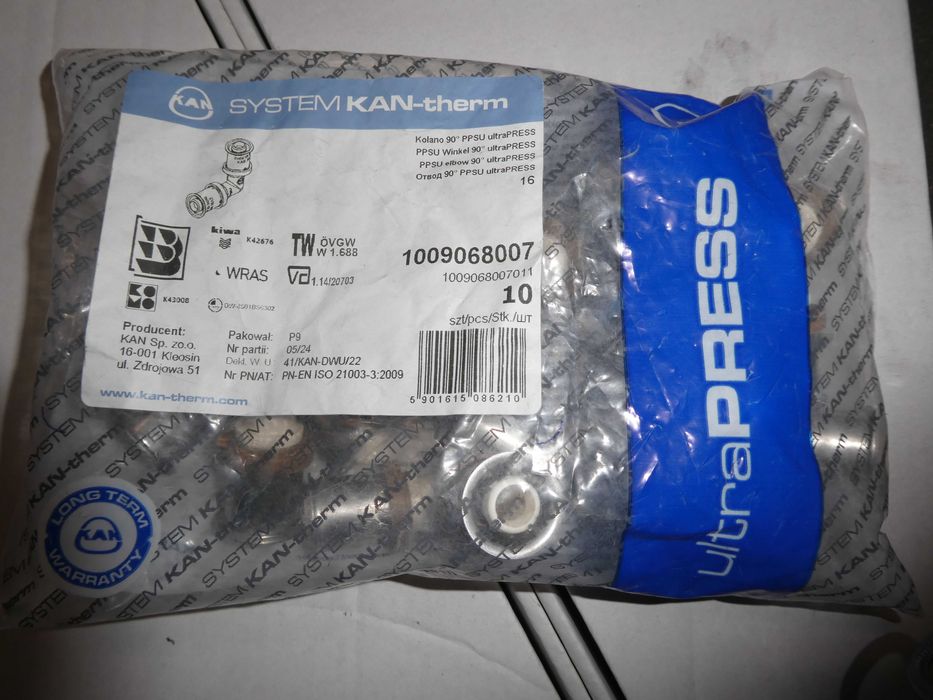 KAN SYSTEM KAN-therm
Kolano 90° PPSU ultraPRESS
PPSU Winkel 90° ultraPRESS
PPSU elbow 90° ultraPRESS
Отвод 90° PPSU ultraPRESS
16
kiwa K42676
TW ÖVGW
W 1.688
WRAS
1.14/20703
K43008
1009068007
1009068007011
10
szt/pcs/Stk./шт
Producent:
KAN Sp. zo.o.
16-001 Kleosin
ul. Zdrojowa 51
Pakował: P9
Nr partii: 05/24
Dekl. W. U. 41/KAN-DWU/22
Nr PN/AT: PN-EN ISO 21003-3:2009
www.kan-therm.com
5 901615 086210
ultraPRESS
LONG TERM
KAN
WARRANTY
SYSTEM KAN-therm